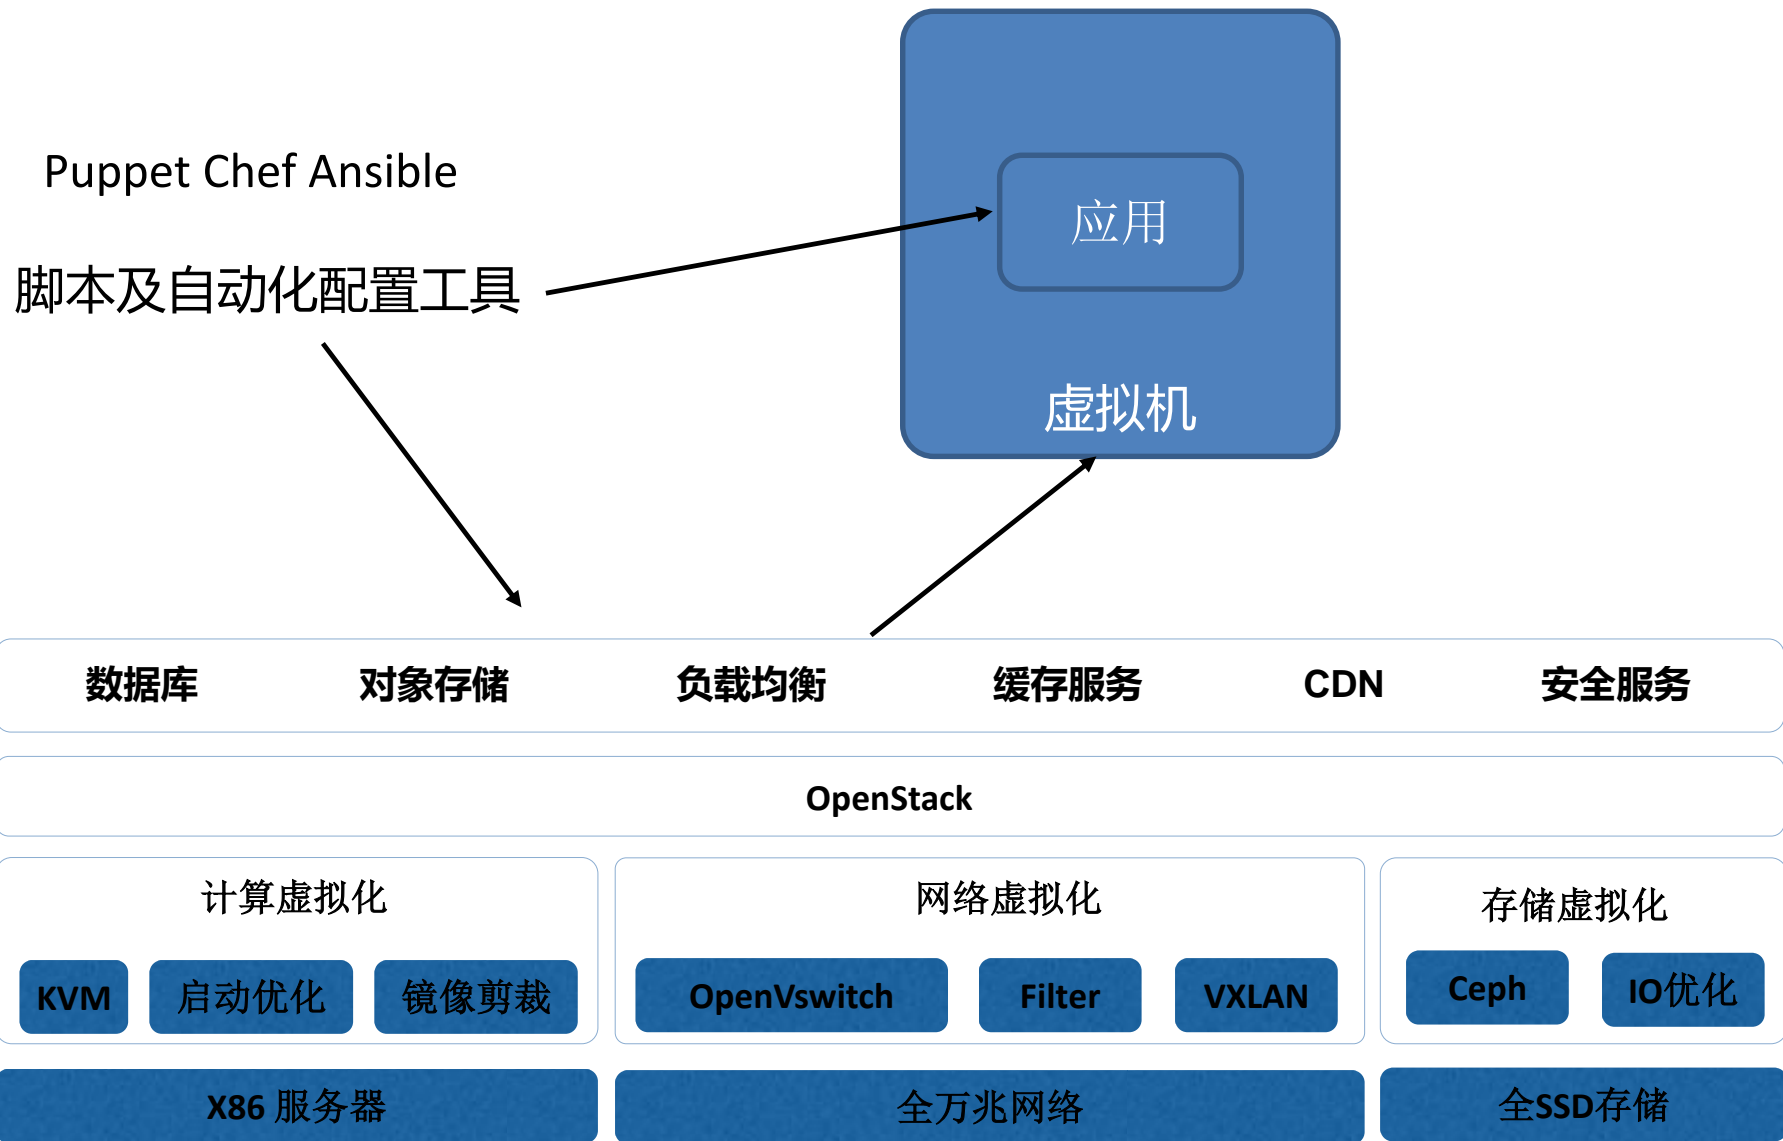 Puppet Chef Ansible
脚本及自动化配置工具
应用
虚拟机
数据库 对象存储 负载均衡 缓存服务 CDN 安全服务
OpenStack
计算虚拟化 网络虚拟化 存储虚拟化
KVM 启动优化 镜像剪裁 OpenVswitch Filter VXLAN Ceph IO优化
X86 服务器 全万兆网络 全SSD存储